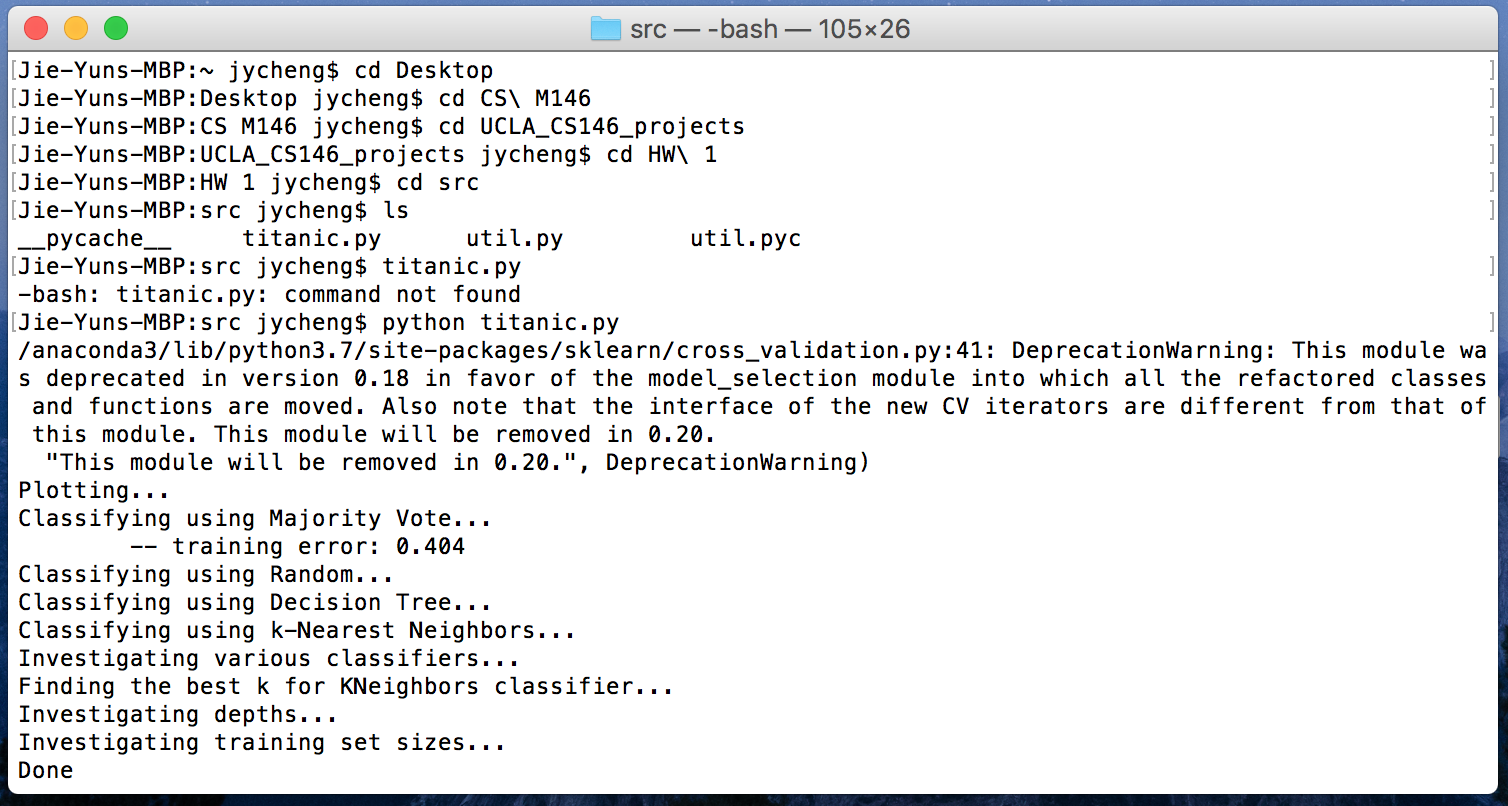 src — -bash — 105×26
[Jie-Yuns-MBP:~ jycheng$ cd Desktop ]
[Jie-Yuns-MBP:Desktop jycheng$ cd CS\ M146 ]
[Jie-Yuns-MBP:CS M146 jycheng$ cd UCLA_CS146_projects ]
[Jie-Yuns-MBP:UCLA_CS146_projects jycheng$ cd HW\ 1 ]
[Jie-Yuns-MBP:HW 1 jycheng$ cd src ]
[Jie-Yuns-MBP:src jycheng$ ls ]
__pycache__     titanic.py      util.py         util.pyc
[Jie-Yuns-MBP:src jycheng$ titanic.py ]
-bash: titanic.py: command not found
[Jie-Yuns-MBP:src jycheng$ python titanic.py ]
/anaconda3/lib/python3.7/site-packages/sklearn/cross_validation.py:41: DeprecationWarning: This module wa
s deprecated in version 0.18 in favor of the model_selection module into which all the refactored classes
 and functions are moved. Also note that the interface of the new CV iterators are different from that of
 this module. This module will be removed in 0.20.
  "This module will be removed in 0.20.", DeprecationWarning)
Plotting...
Classifying using Majority Vote...
        -- training error: 0.404
Classifying using Random...
Classifying using Decision Tree...
Classifying using k-Nearest Neighbors...
Investigating various classifiers...
Finding the best k for KNeighbors classifier...
Investigating depths...
Investigating training set sizes...
Done